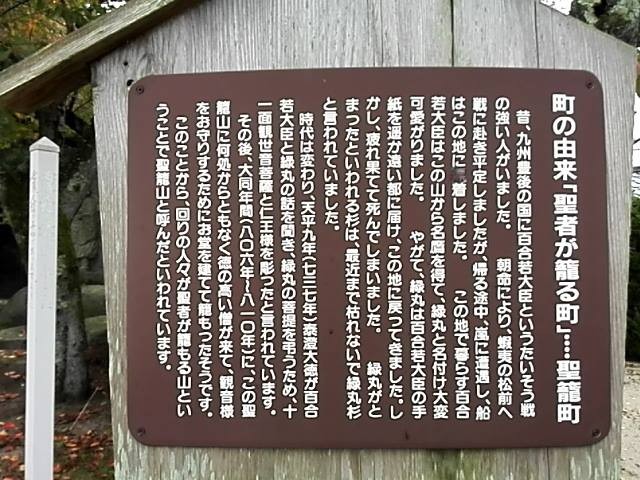 町の由来「聖者が籠る町」…聖籠町
昔、九州豊後の国に百合若大臣というたいそう戦
の強い人がいました。 朝命により、蝦夷の松前へ
戦に赴き平定しましたが、帰る途中、嵐に遭遇し、船
はこの地に 着しました。 この地で暮らす百合
若大臣はこの山から名鷹を得て、緑丸と名付け大変
可愛がりました。 やがて、緑丸は百合若大臣の手
紙を遥か遠い都に届け、この地に戻ってきました。し
かし、疲れ果てて死んでしまいました。 緑丸がと
まったといわれる杉は、最近まで枯れないで緑丸杉
と言われていました。
時代は変わり、天平九年(七三七年)泰澄大徳が百合
若大臣と緑丸の話を聞き、緑丸の菩提を弔うため、十
一面観世音菩薩と仁王様を彫ったと言われています。
その後、大同年間(八〇六年~八一〇年)に、この聖
籠山に何処からともなく徳の高い僧が来て、観音様
をお守りするためにお堂を建てて籠もったそうです。
このことから、回りの人々が聖者が籠もる山とい
うことで聖籠山と呼んだといわれています。